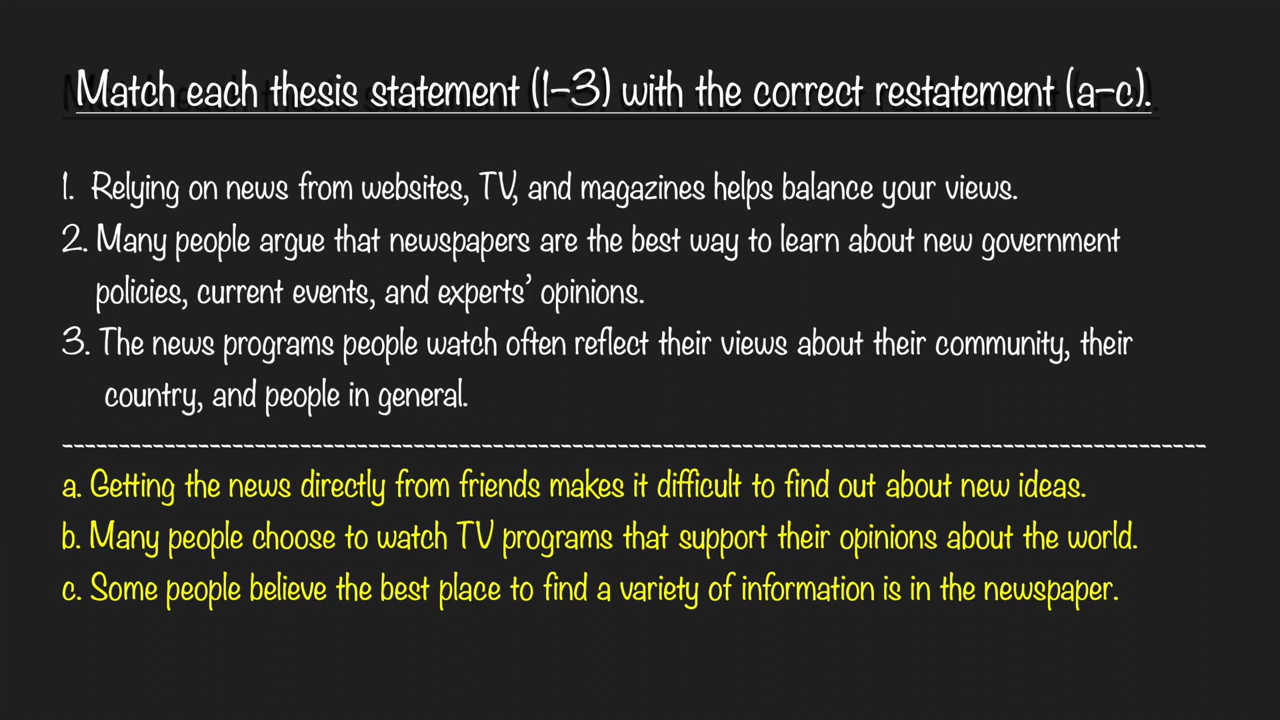 Match each thesis statement (1-3) with the correct restatement (a-c).
1. Relying on news from websites, TV, and magazines helps balance your views.
2. Many people argue that newspapers are the best way to learn about new government
policies, current events, and experts' opinions.
3. The news programs people watch often reflect their views about their community, their
country, and people in general.
a. Getting the news directly from friends makes it difficult to find out about new ideas.
b. Many people choose to watch TV programs that support their opinions about the world.
c. Some people believe the best place to find a variety of information is in the newspaper.